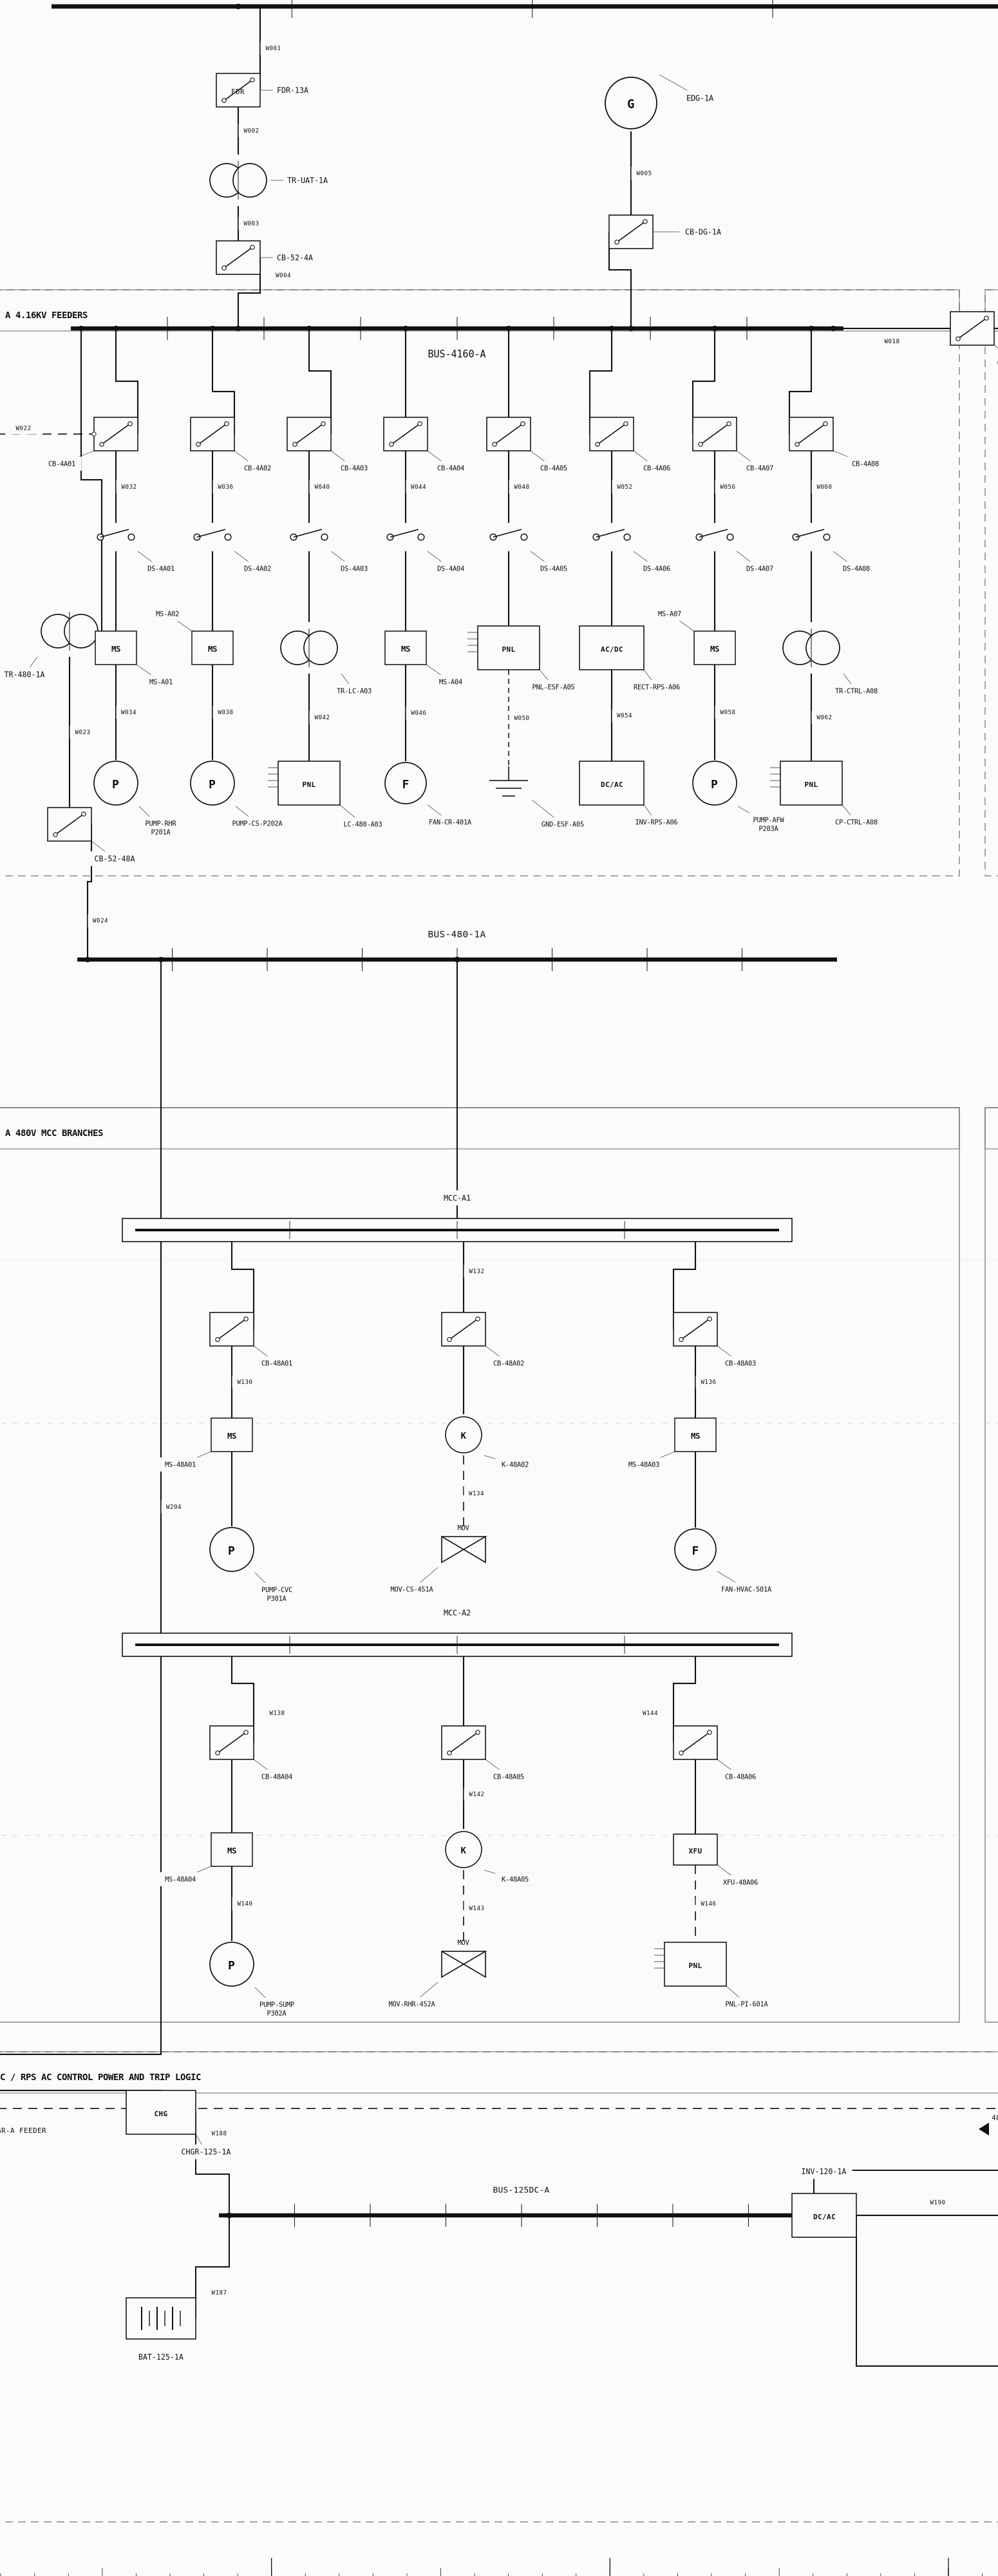 W001
FDR
FDR-13A
EDG-1A
G
W002
W005
TR-UAT-1A
W003
CB-DG-1A
CB-52-4A
W004
A 4.16KV FEEDERS
W018
BUS-4160-A
W022
CB-4A01
CB-4A02
CB-4A03
CB-4A04
CB-4A05
CB-4A06
CB-4A07
CB-4A08
W032
W036
W040
W044
W048
W052
W056
W060
DS-4A01
DS-4A02
DS-4A03
DS-4A04
DS-4A05
DS-4A06
DS-4A07
DS-4A08
MS-A02
MS-A07
MS
MS
MS
PNL
AC/DC
MS
TR-480-1A
MS-A01
TR-LC-A03
MS-A04
PNL-ESF-A05
RECT-RPS-A06
TR-CTRL-A08
W023
W034
W038
W042
W046
W050
W054
W058
W062
P
P
PNL
F
DC/AC
P
PNL
PUMP-RHR
P201A
PUMP-CS-P202A
LC-480-A03
FAN-CR-401A
GND-ESF-A05
INV-RPS-A06
PUMP-AFW
P203A
CP-CTRL-A08
CB-52-48A
W024
BUS-480-1A
A 480V MCC BRANCHES
MCC-A1
W132
CB-48A01
CB-48A02
CB-48A03
W130
W136
MS
K
MS
MS-48A01
K-48A02
MS-48A03
W204
W134
MOV
P
F
PUMP-CVC
P301A
MOV-CS-451A
FAN-HVAC-501A
MCC-A2
W138
W144
CB-48A04
CB-48A05
CB-48A06
W142
MS
K
XFU
MS-48A04
K-48A05
XFU-48A06
W140
W143
W146
MOV
P
PNL
PUMP-SUMP
P302A
MOV-RHR-452A
PNL-PI-601A
C / RPS AC CONTROL POWER AND TRIP LOGIC
CHG
48
GR-A FEEDER
W188
CHGR-125-1A
INV-120-1A
BUS-125DC-A
W190
DC/AC
W187
BAT-125-1A